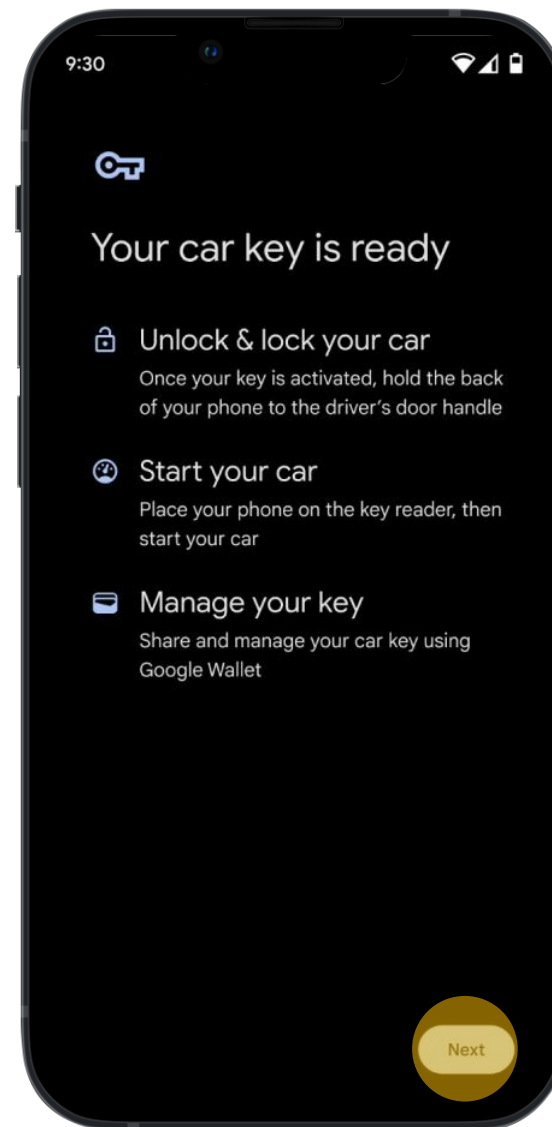 9:30
Your car key is ready
Unlock & lock your car
Once your key is activated, hold the back
of your phone to the driver’s door handle
Start your car
Place your phone on the key reader, then
start your car
Manage your key
Share and manage your car key using
Google Wallet
Next